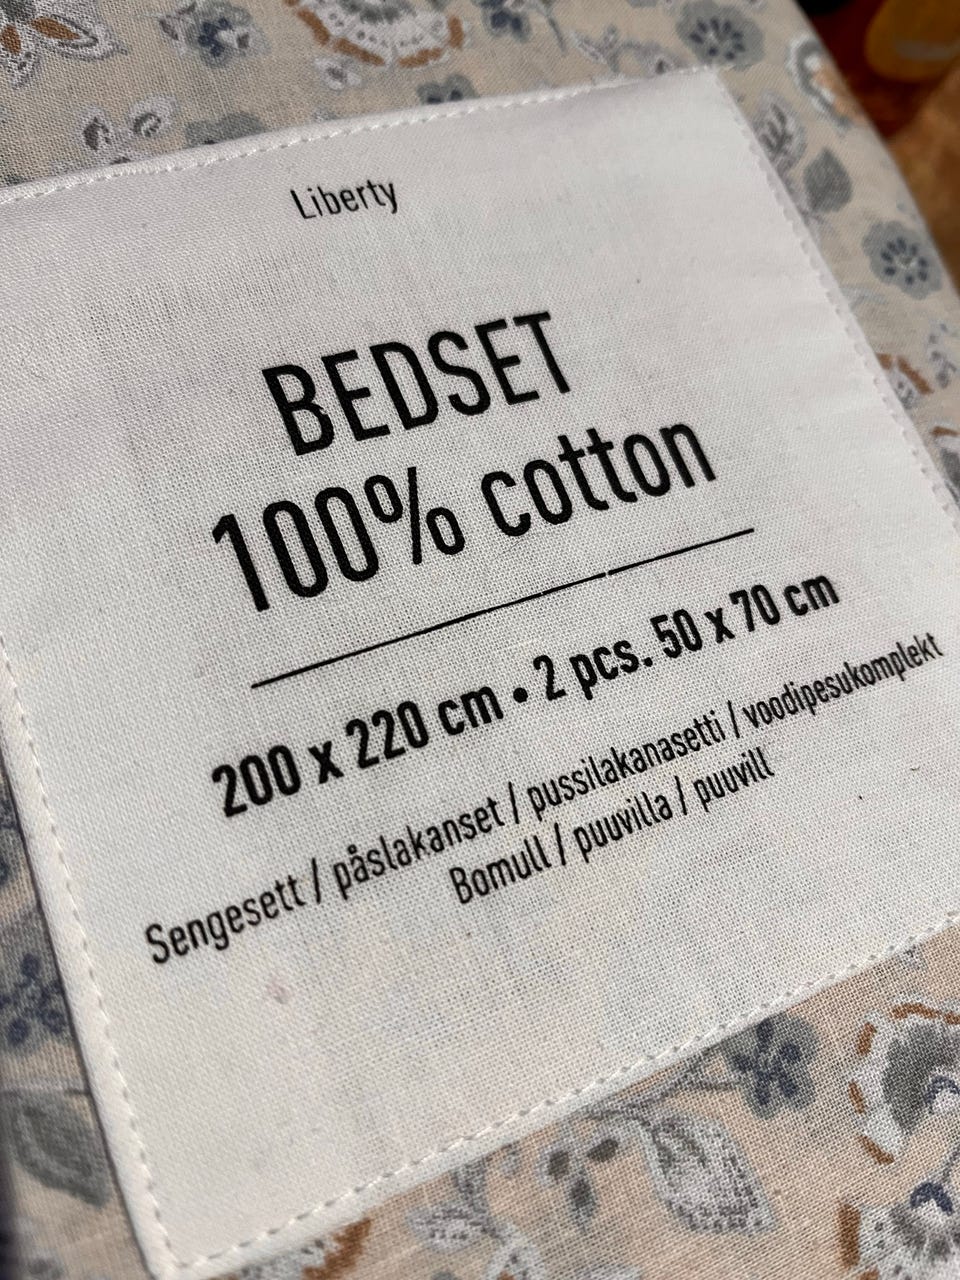 Liberty
BEDSET
100% cotton
200 x 220 cm • 2 pcs. 50 x 70 cm
Sengesett / påslakanset / pussilakanasetti / voodipesukomplekt
Bomull / puuvilla / puuvill